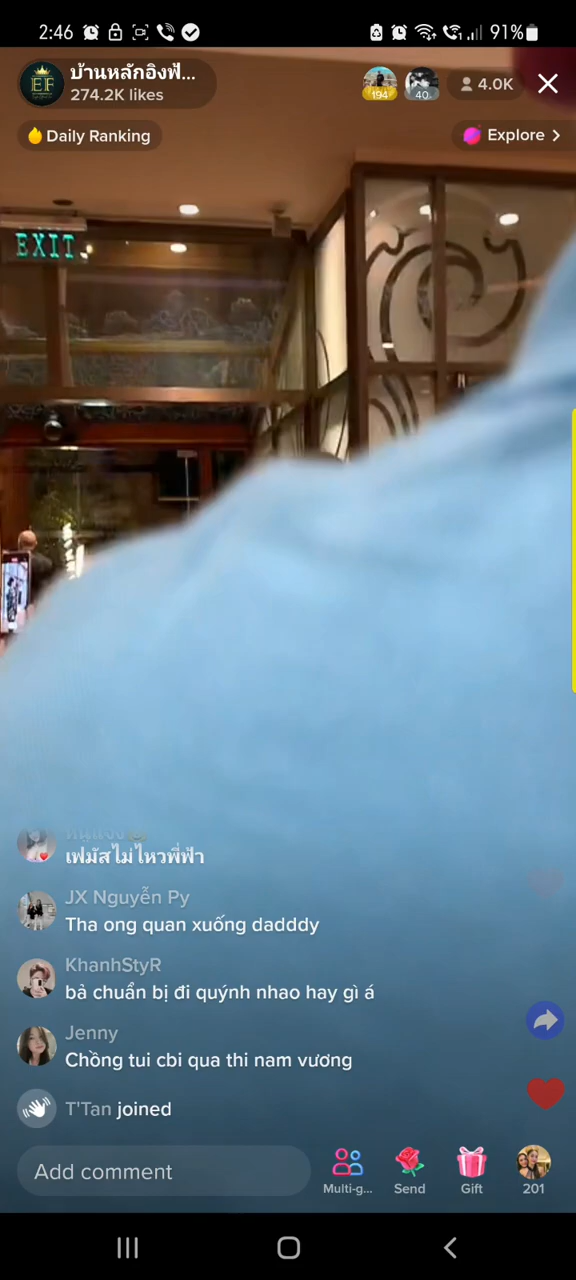 2:46
91%
EF
บ้านหลักอิงฟ้...
274.2K likes
194
40
4.0K
Daily Ranking
Explore >
EXIT
เฟมัสไม่ไหวพี่ฟ้า
JX Nguyễn Py
Tha ong quan xuống dadddy
KhanhStyR
bả chuẩn bị đi quýnh nhao hay gì á
Jenny
Chồng tui cbi qua thi nam vương
T'Tan joined
Add comment
Multi-g...
Send
Gift
201